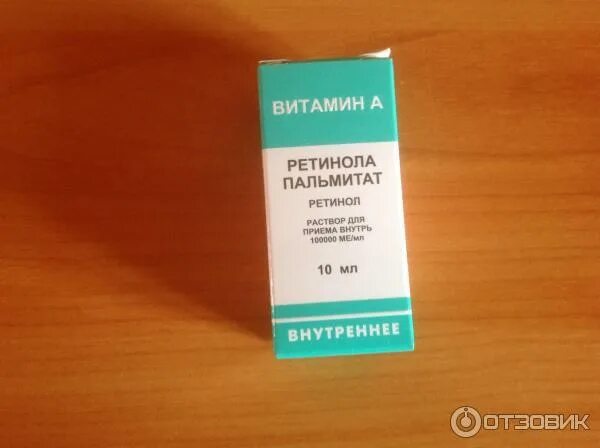 ВИТАМИН А
РЕТИНОЛА
ПАЛЬМИТАТ
РЕТИНОЛ
РАСТВОР ДЛЯ
ПРИЕМА ВНУТРЬ
100000 МЕ/мл
10 мл
ВНУТРЕННЕЕ
ОТЗОВИК